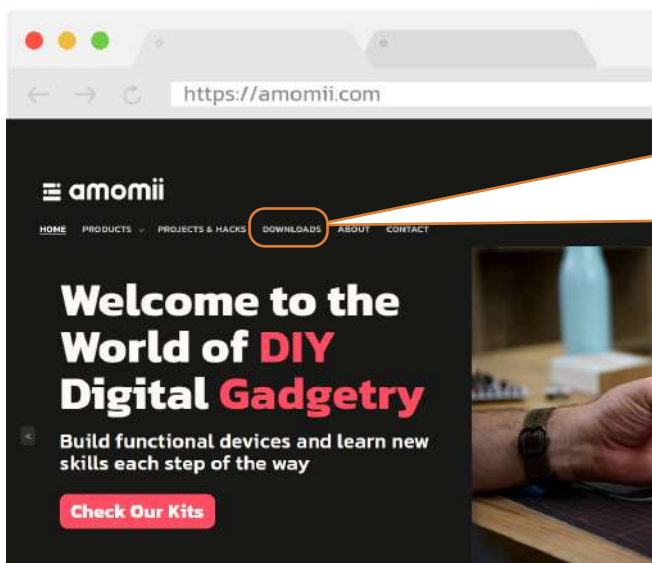 https://amomii.com
amomii
HOME PRODUCTS PROJECTS & HACKS DOWNLOADS ABOUT CONTACT
Welcome to the
World of DIY
Digital Gadgetry
<
Build functional devices and learn new
skills each step of the way
Check Our Kits